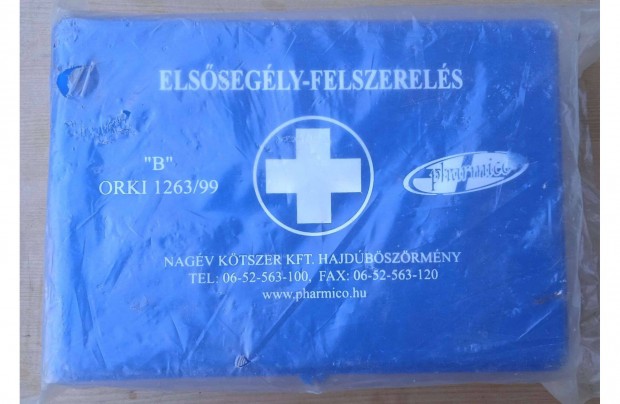 ELSŐSEGÉLY-FELSZERELÉS
"B"
ORKI 1263/99
pharmico
NAGÉV KÖTSZER KFT. HAJDÚBÖSZÖRMÉNY
TEL: 06-52-563-100, FAX: 06-52-563-120
www.pharmico.hu